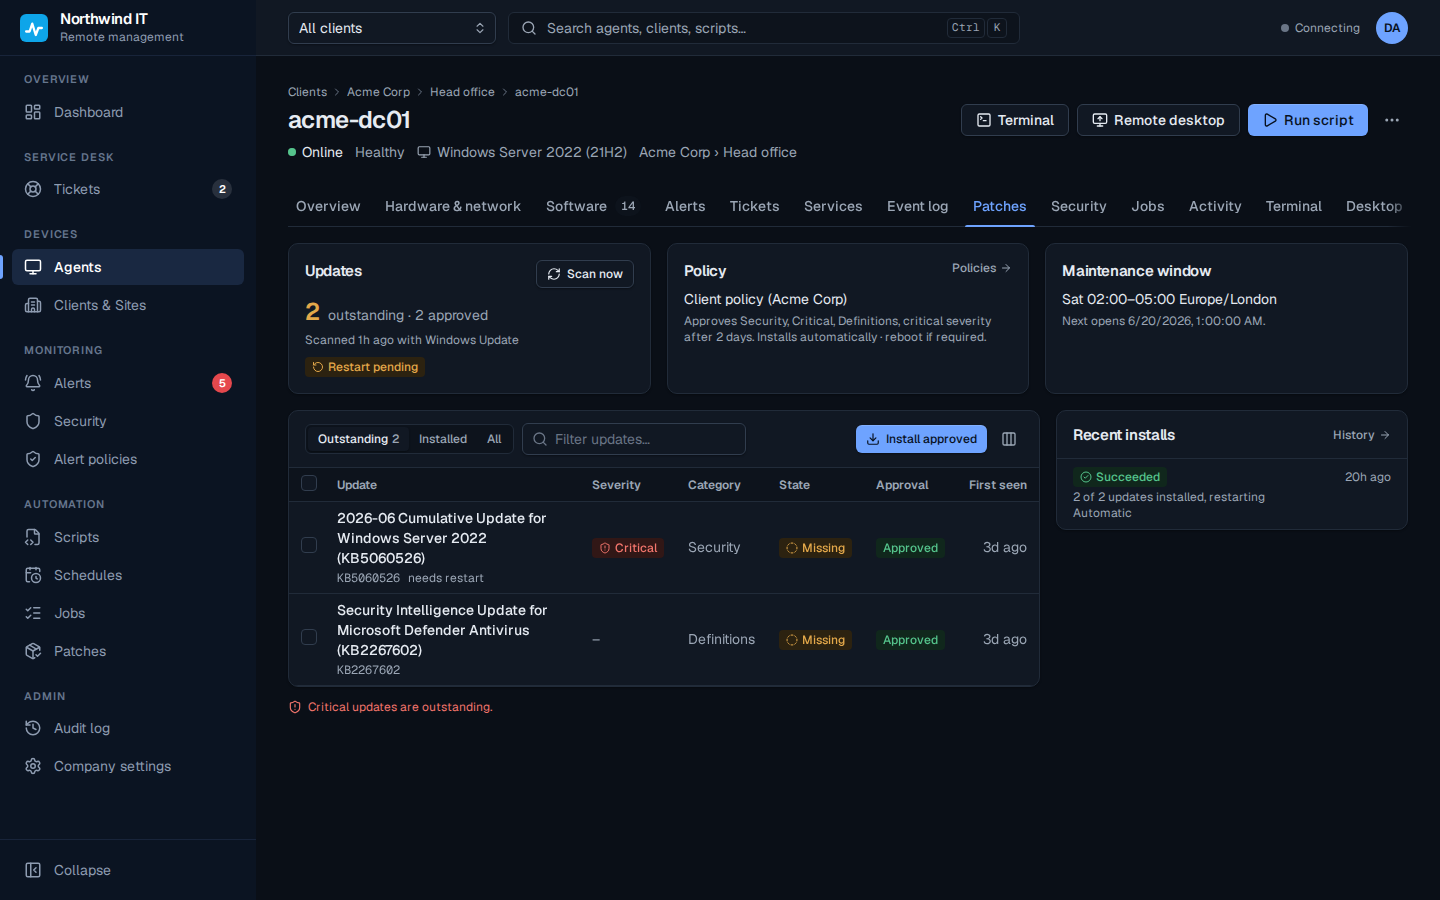 Northwind IT
Remote management
All clients
Search agents, clients, scripts...
Ctrl K
Connecting
DA
OVERVIEW
Dashboard
SERVICE DESK
Tickets 2
DEVICES
Agents
Clients & Sites
MONITORING
Alerts 5
Security
Alert policies
AUTOMATION
Scripts
Schedules
Jobs
Patches
ADMIN
Audit log
Company settings
Collapse
Clients > Acme Corp > Head office > acme-dc01
acme-dc01
Terminal
Remote desktop
Run script
Online Healthy Windows Server 2022 (21H2) Acme Corp › Head office
Overview Hardware & network Software 14 Alerts Tickets Services Event log Patches Security Jobs Activity Terminal Desktop
Updates
Scan now
2 outstanding · 2 approved
Scanned 1h ago with Windows Update
Restart pending
Policy
Policies →
Client policy (Acme Corp)
Approves Security, Critical, Definitions, critical severity
after 2 days. Installs automatically · reboot if required.
Maintenance window
Sat 02:00–05:00 Europe/London
Next opens 6/20/2026, 1:00:00 AM.
Outstanding 2 Installed All
Filter updates...
Install approved
Update Severity Category State Approval First seen
2026-06 Cumulative Update for
Windows Server 2022
(KB5060526)
KB5060526 needs restart
Critical Security Missing Approved 3d ago
Security Intelligence Update for
Microsoft Defender Antivirus
(KB2267602)
KB2267602
– Definitions Missing Approved 3d ago
Critical updates are outstanding.
Recent installs
History →
Succeeded 20h ago
2 of 2 updates installed, restarting
Automatic